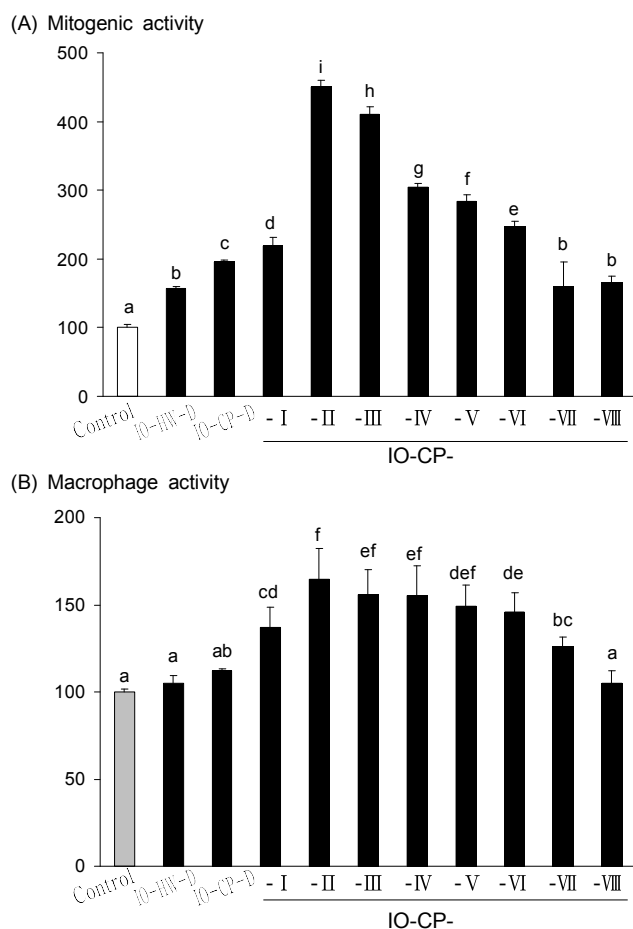 (A) Mitogenic activity
500
400
300
200
100
0
a
b
c
d
i
h
g
f
e
b
b
Control
IO-HW-D
IO-CP-D
-Ⅰ
-Ⅱ
-Ⅲ
-Ⅳ
-Ⅴ
-Ⅵ
-Ⅶ
-Ⅷ
IO-CP-
(B) Macrophage activity
200
150
100
50
0
a
a
ab
cd
f
ef
ef
def
de
bc
a
Control
IO-HW-D
IO-CP-D
-Ⅰ
-Ⅱ
-Ⅲ
-Ⅳ
-Ⅴ
-Ⅵ
-Ⅶ
-Ⅷ
IO-CP-